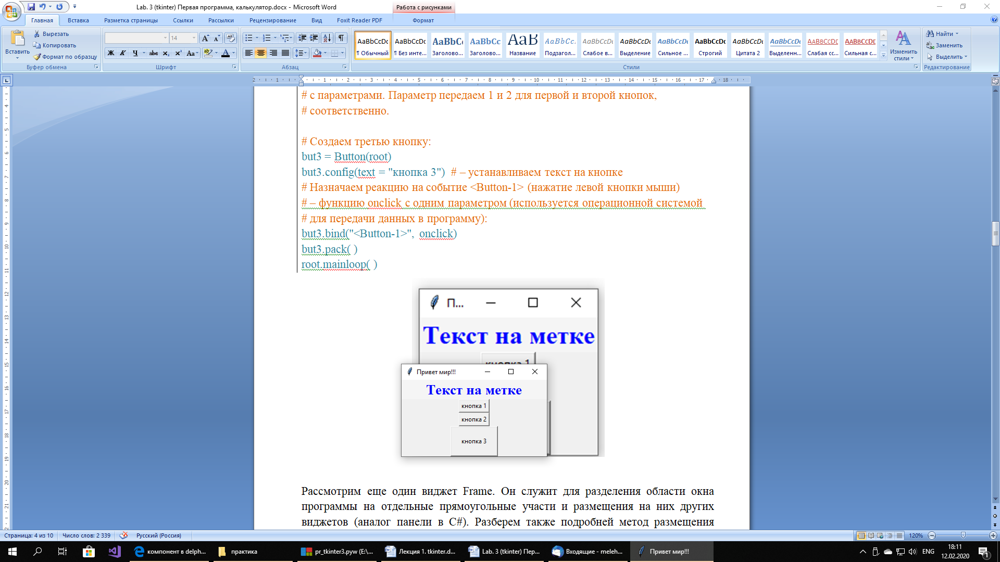 Lab. 3 (tkinter) Первая программа, калькулятор.docx - Microsoft Word
Работа с рисунками
Главная
Вставка
Разметка страницы
Ссылки
Рассылки
Рецензирование
Вид
Foxit Reader PDF
Формат
Вставить
Вырезать
Копировать
Формат по образцу
Буфер обмена
14
Шрифт
Абзац
AaBbCcDc AaBbCcDc AaBbC AaBbCc AaB AaBbCc. AaBbCcDc AaBbCcDc AaBbCcDc AaBbCcDc AaBbCcDc AaBbCcDc AABBCCDD AABBCCDD
¶ Обычный
¶ Без инте...
Заголово...
Заголово...
Название
Подзагол...
Слабое в...
Выделение
Сильное ...
Строгий
Цитата 2
Выделенн...
Слабая сс...
Сильная с...
Изменить стили
Стили
Найти
Заменить
Выделить
Редактирование
# с параметрами. Параметр передаем 1 и 2 для первой и второй кнопок,
# соответственно.
# Создаем третью кнопку:
but3 = Button(root)
but3.config(text = "кнопка 3") # – устанавливаем текст на кнопке
# Назначаем реакцию на событие <Button-1> (нажатие левой кнопки мыши)
# – функцию onclick с одним параметром (используется операционной системой
# для передачи данных в программу):
but3.bind("<Button-1>", onclick)
but3.pack( )
root.mainloop( )
П...
Текст на метке
кнопка 1
Привет мир!!!
Текст на метке
кнопка 1
кнопка 2
кнопка 3
Рассмотрим еще один виджет Frame. Он служит для разделения области окна
программы на отдельные прямоугольные участи и размещения на них других
виджетов (аналог панели в C#). Разберем также подробней метод размещения
Страница: 4 из 10
Число слов: 2 339
Русский (Россия)
120%
компонент в delph...
практика
pr_tkinter3.pyw (E:\...
Лекция 1. tkinter.d...
Lab. 3 (tkinter) Пер...
Входящие - meleh...
Привет мир!!!
ENG
18:11
12.02.2020